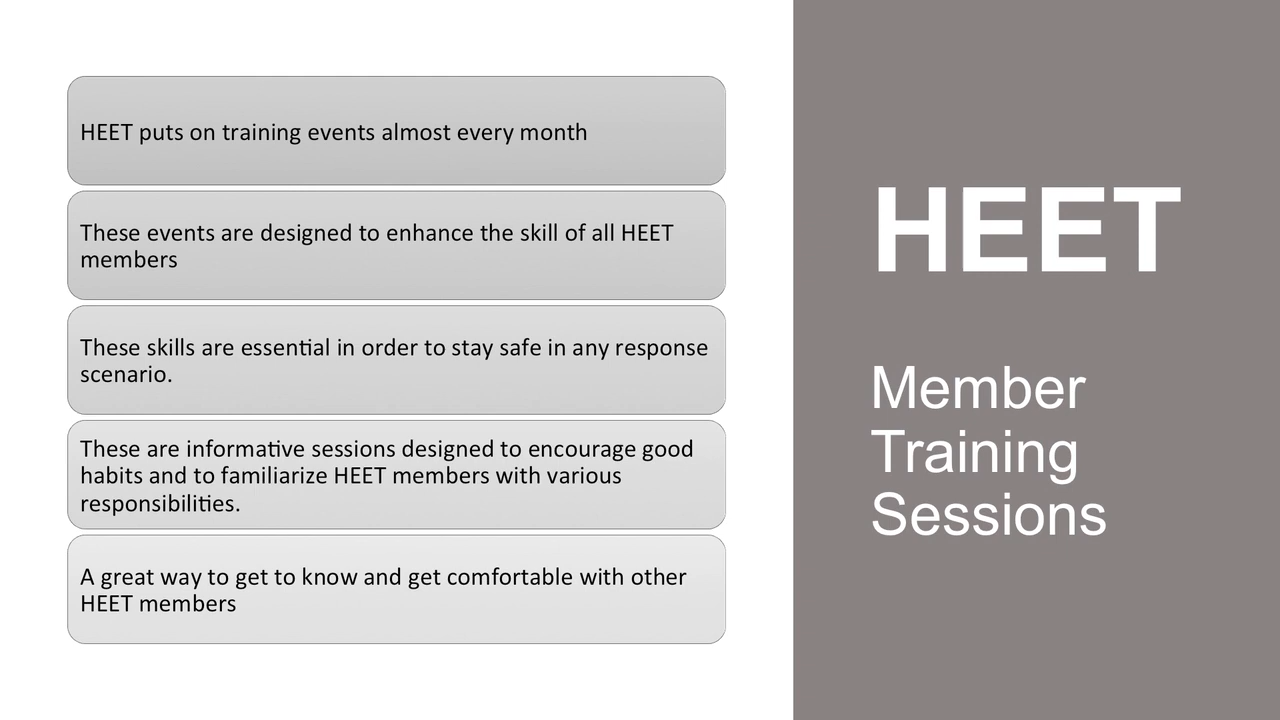 HEET puts on training events almost every month
These events are designed to enhance the skill of all HEET
members
These skills are essential in order to stay safe in any response
scenario.
These are informative sessions designed to encourage good
habits and to familiarize HEET members with various
responsibilities.
A great way to get to know and get comfortable with other
HEET members
HEET
Member
Training
Sessions